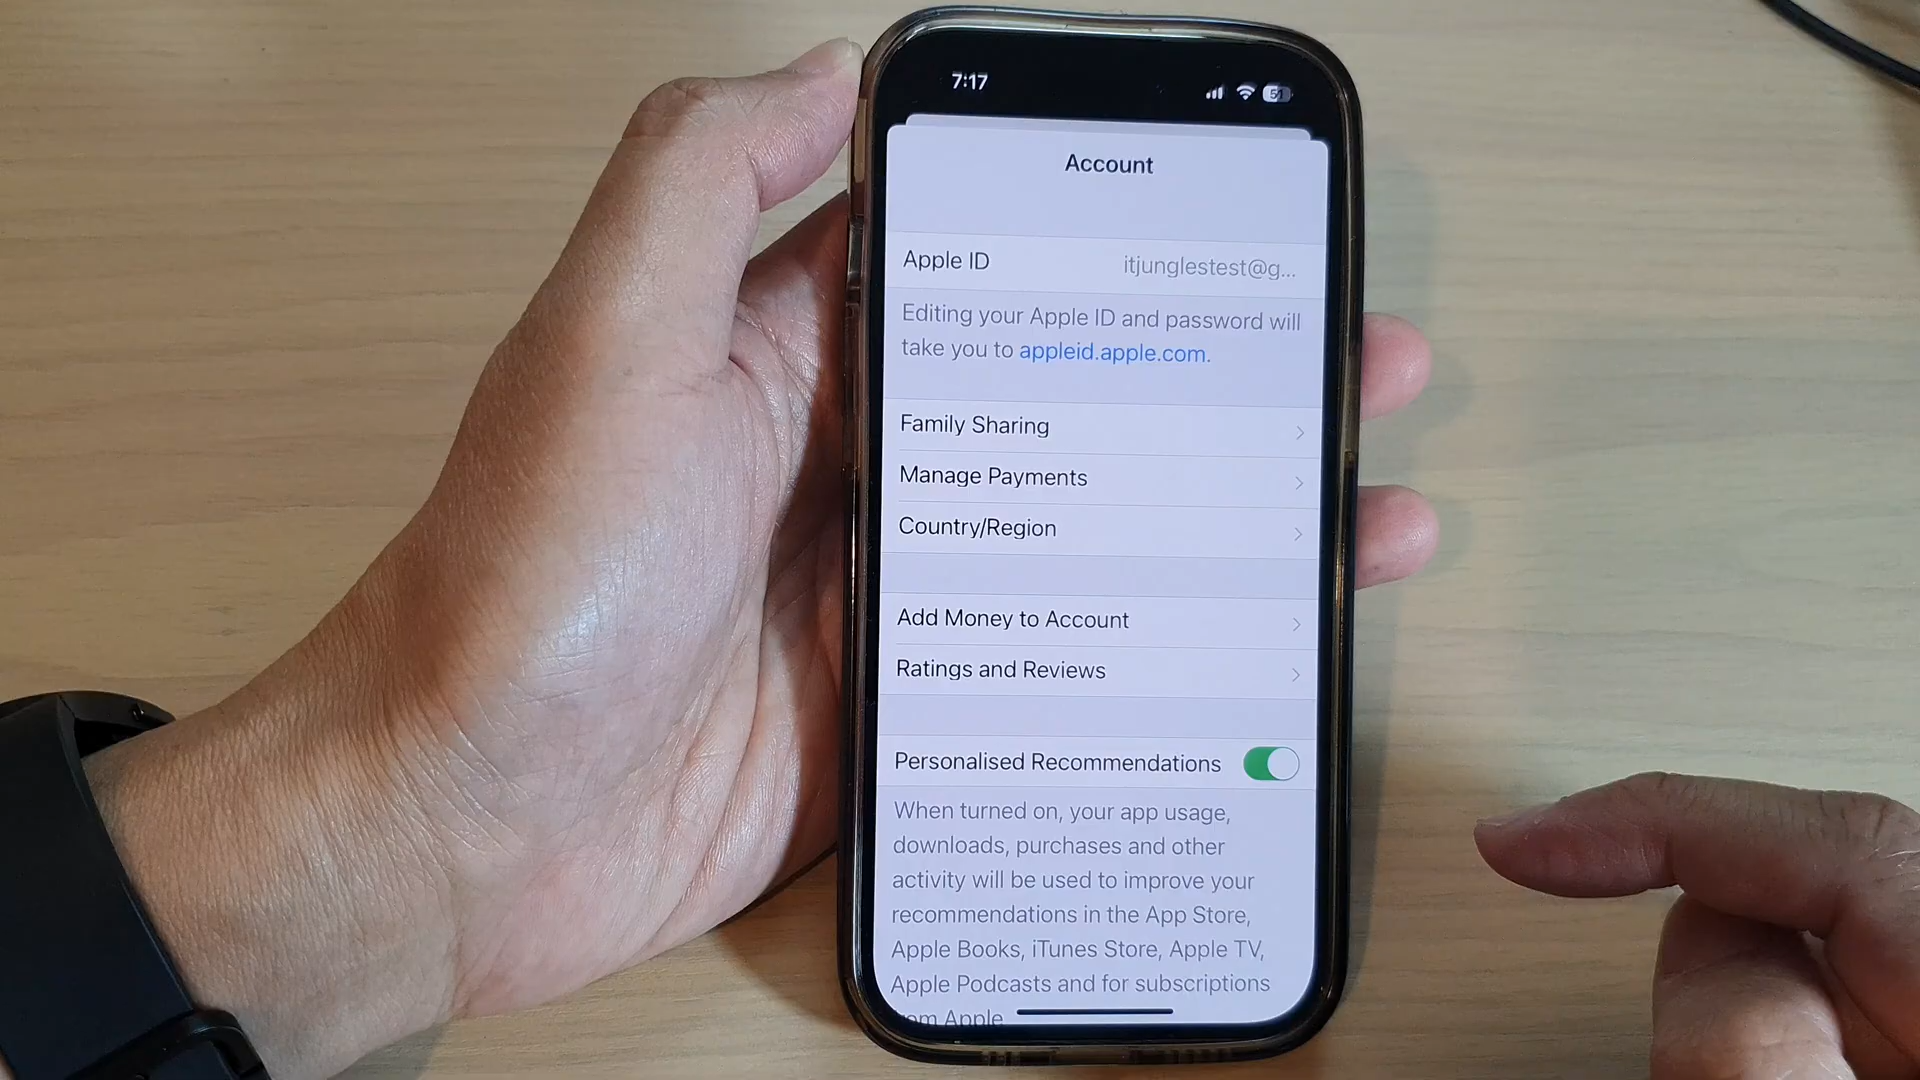 7:17
51
Account
Apple ID
itjunglestest@g...
Editing your Apple ID and password will
take you to appleid.apple.com.
Family Sharing
Manage Payments
Country/Region
Add Money to Account
Ratings and Reviews
Personalised Recommendations
When turned on, your app usage,
downloads, purchases and other
activity will be used to improve your
recommendations in the App Store,
Apple Books, iTunes Store, Apple TV,
Apple Podcasts and for subscriptions
from Apple